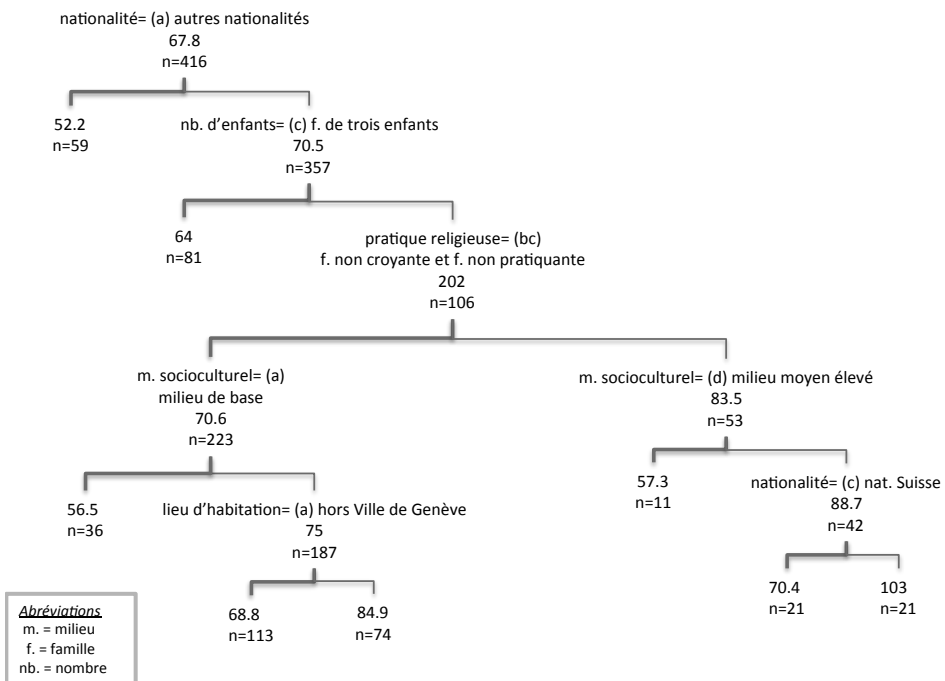 nationalité= (a) autres nationalités
67.8
n=416
52.2
n=59
nb. d'enfants= (c) f. de trois enfants
70.5
n=357
64
n=81
pratique religieuse= (bc)
f. non croyante et f. non pratiquante
202
n=106
m. socioculturel= (a)
milieu de base
70.6
n=223
m. socioculturel= (d) milieu moyen élevé
83.5
n=53
56.5
n=36
lieu d'habitation= (a) hors Ville de Genève
75
n=187
57.3
n=11
nationalité= (c) nat. Suisse
88.7
n=42
68.8
n=113
84.9
n=74
70.4
n=21
103
n=21
Abréviations
m. = milieu
f. = famille
nb. = nombre